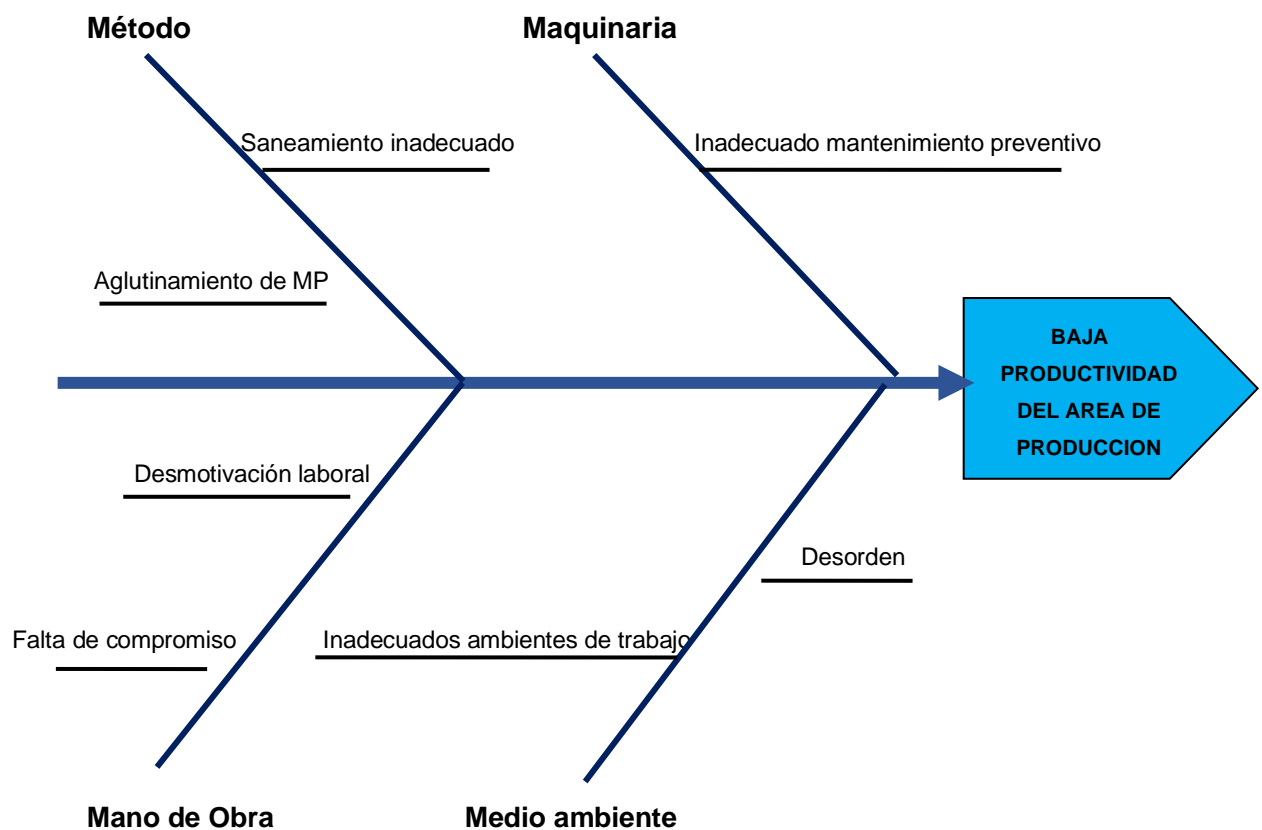 Método
Maquinaria
Saneamiento inadecuado
Inadecuado mantenimiento preventivo
Aglutinamiento de MP
BAJA
PRODUCTIVIDAD
DEL AREA DE
PRODUCCION
Desmotivación laboral
Desorden
Falta de compromiso
Inadecuados ambientes de trabajo
Mano de Obra
Medio ambiente